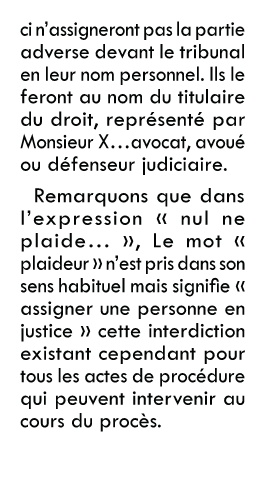 ci n'assigneront pas la partie
adverse devant le tribunal
en leur nom personnel. Ils le
feront au nom du titulaire
du droit, représenté par
Monsieur X...avocat, avoué
ou défenseur judiciaire.
Remarquons que dans
l'expression « nul ne
plaide... », Le mot «
plaideur » n'est pris dans son
sens habituel mais signifie «
assigner une personne en
justice » cette interdiction
existant cependant pour
tous les actes de procédure
qui peuvent intervenir au
cours du procès.